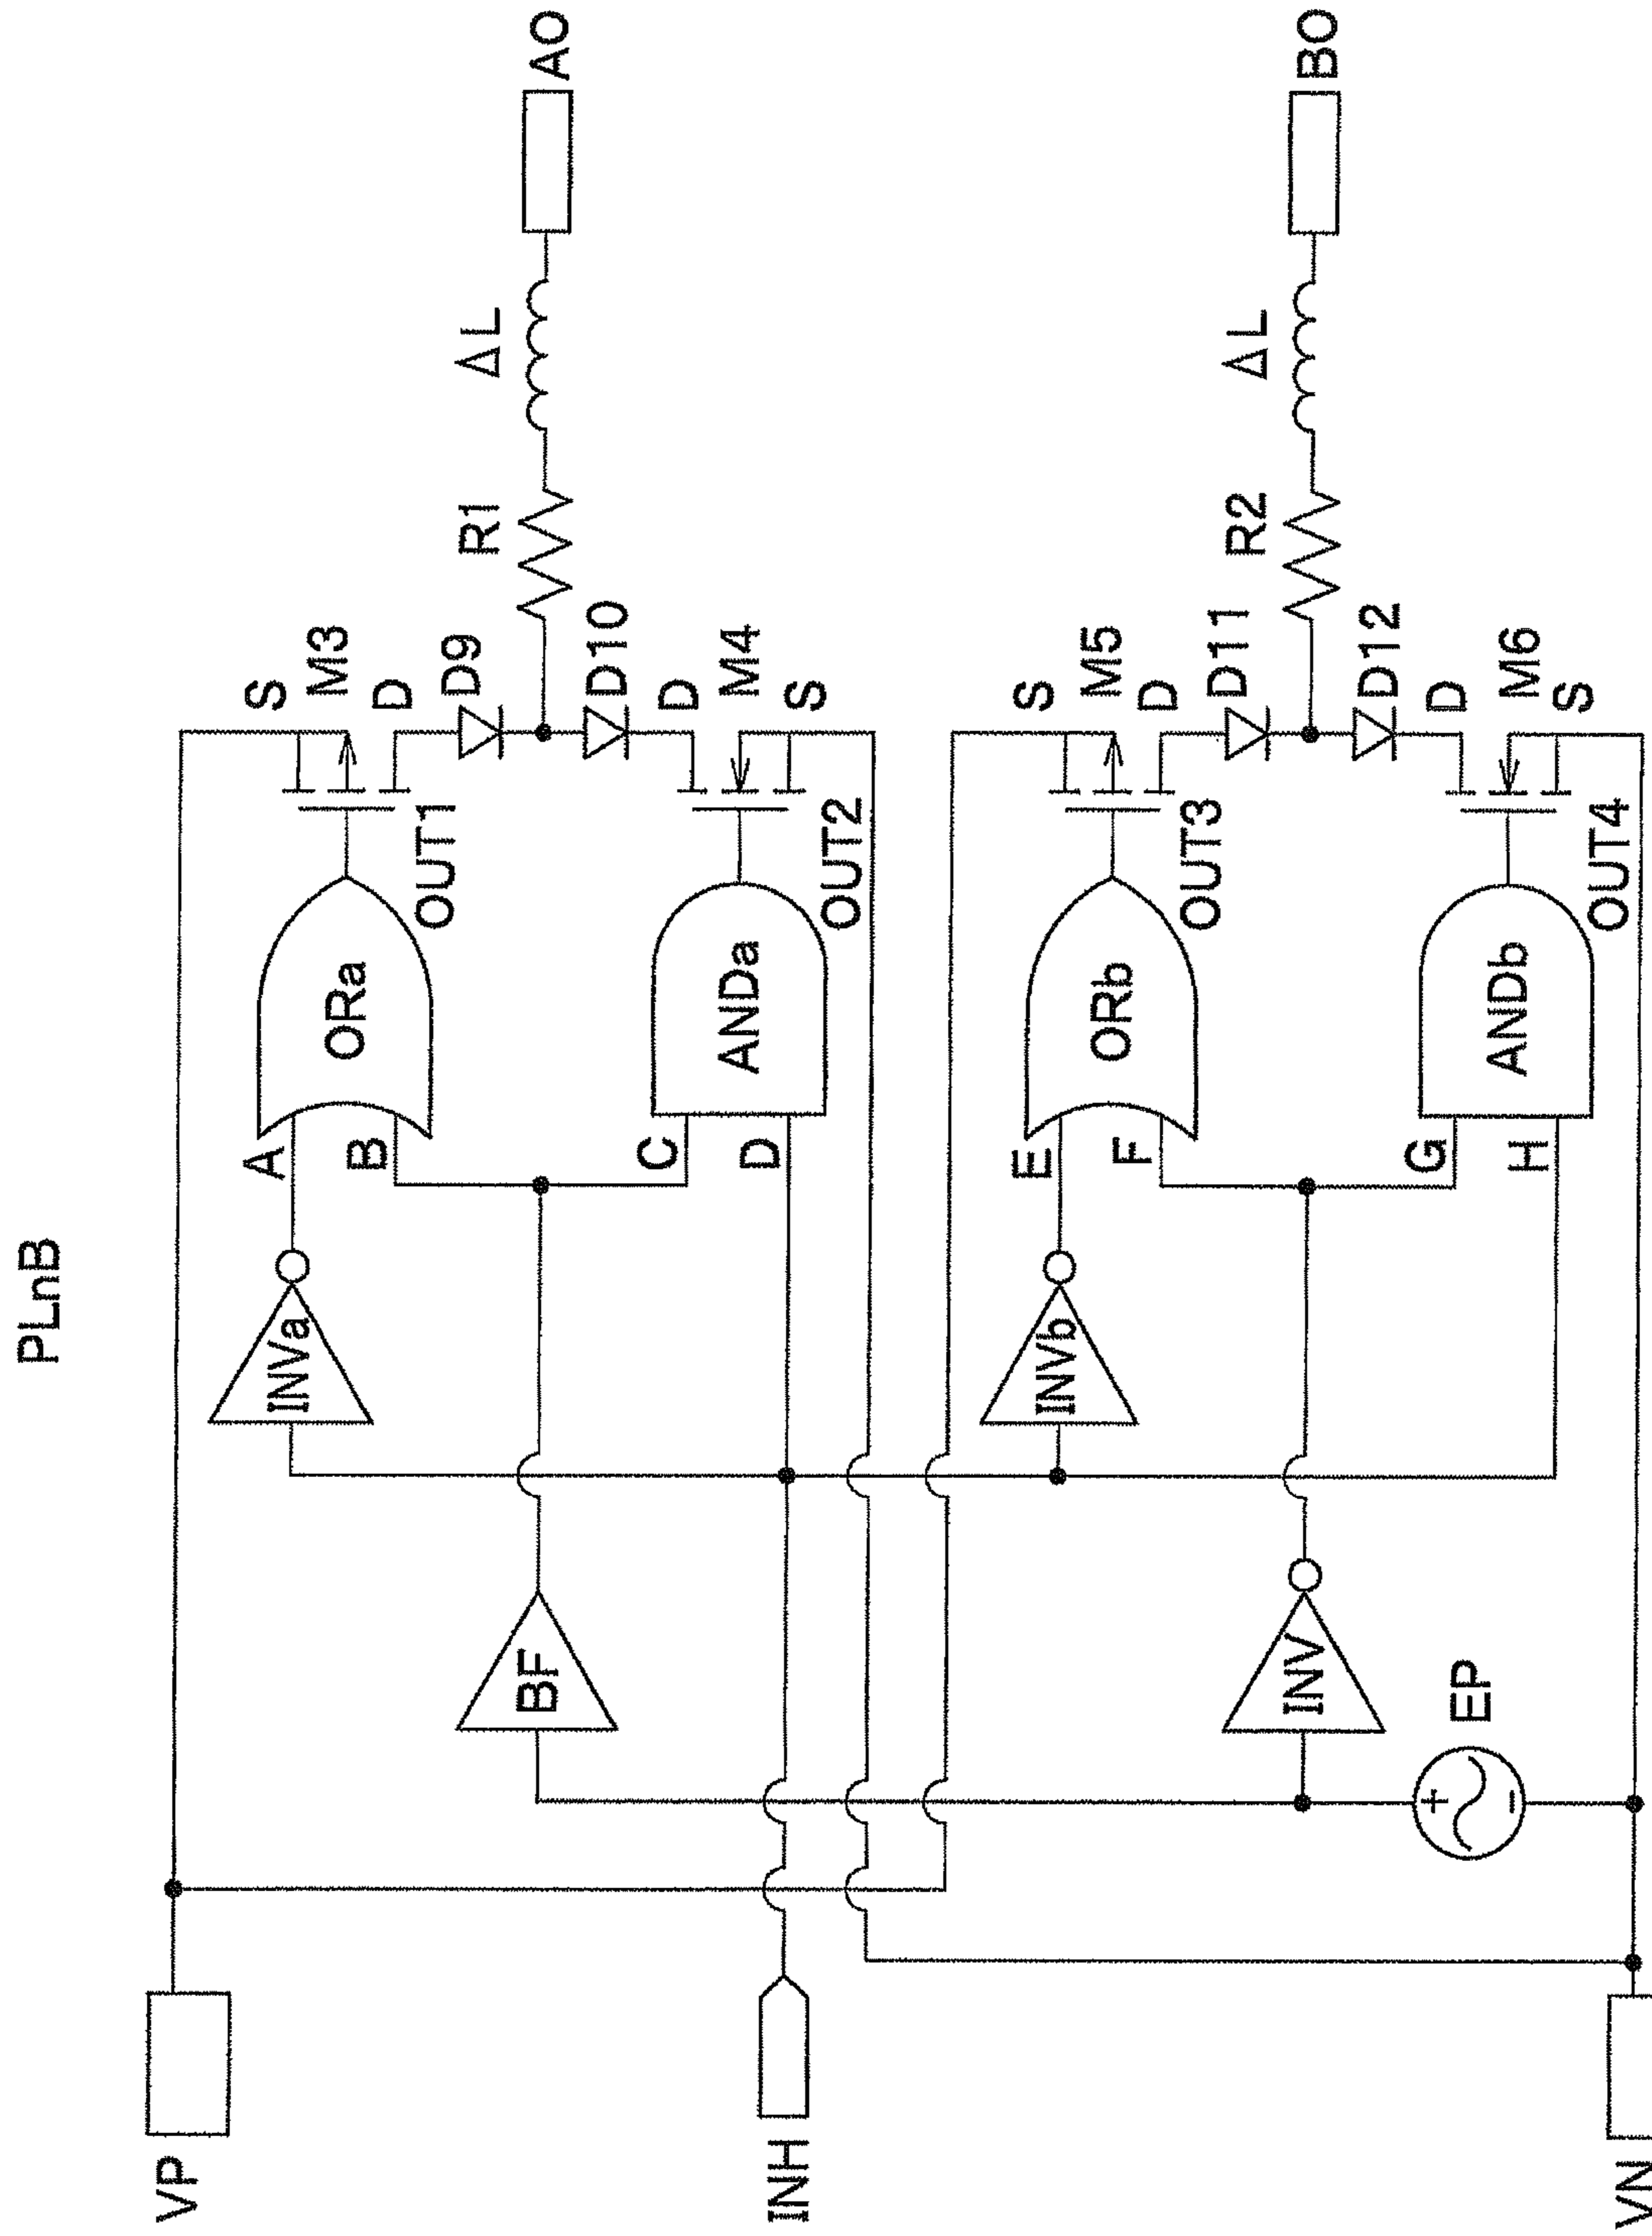 PLnB
VP
INVa
A
B
ORa
OUT1
S
M3
D
D9
R1
ΔL
AO
BF
D10
C
D
ANDa
OUT2
D
M4
S
INH
INVb
E
F
ORb
OUT3
S
M5
D
D11
R2
ΔL
BO
INV
D12
G
H
ANDb
OUT4
D
M6
S
EP
+
-
VN